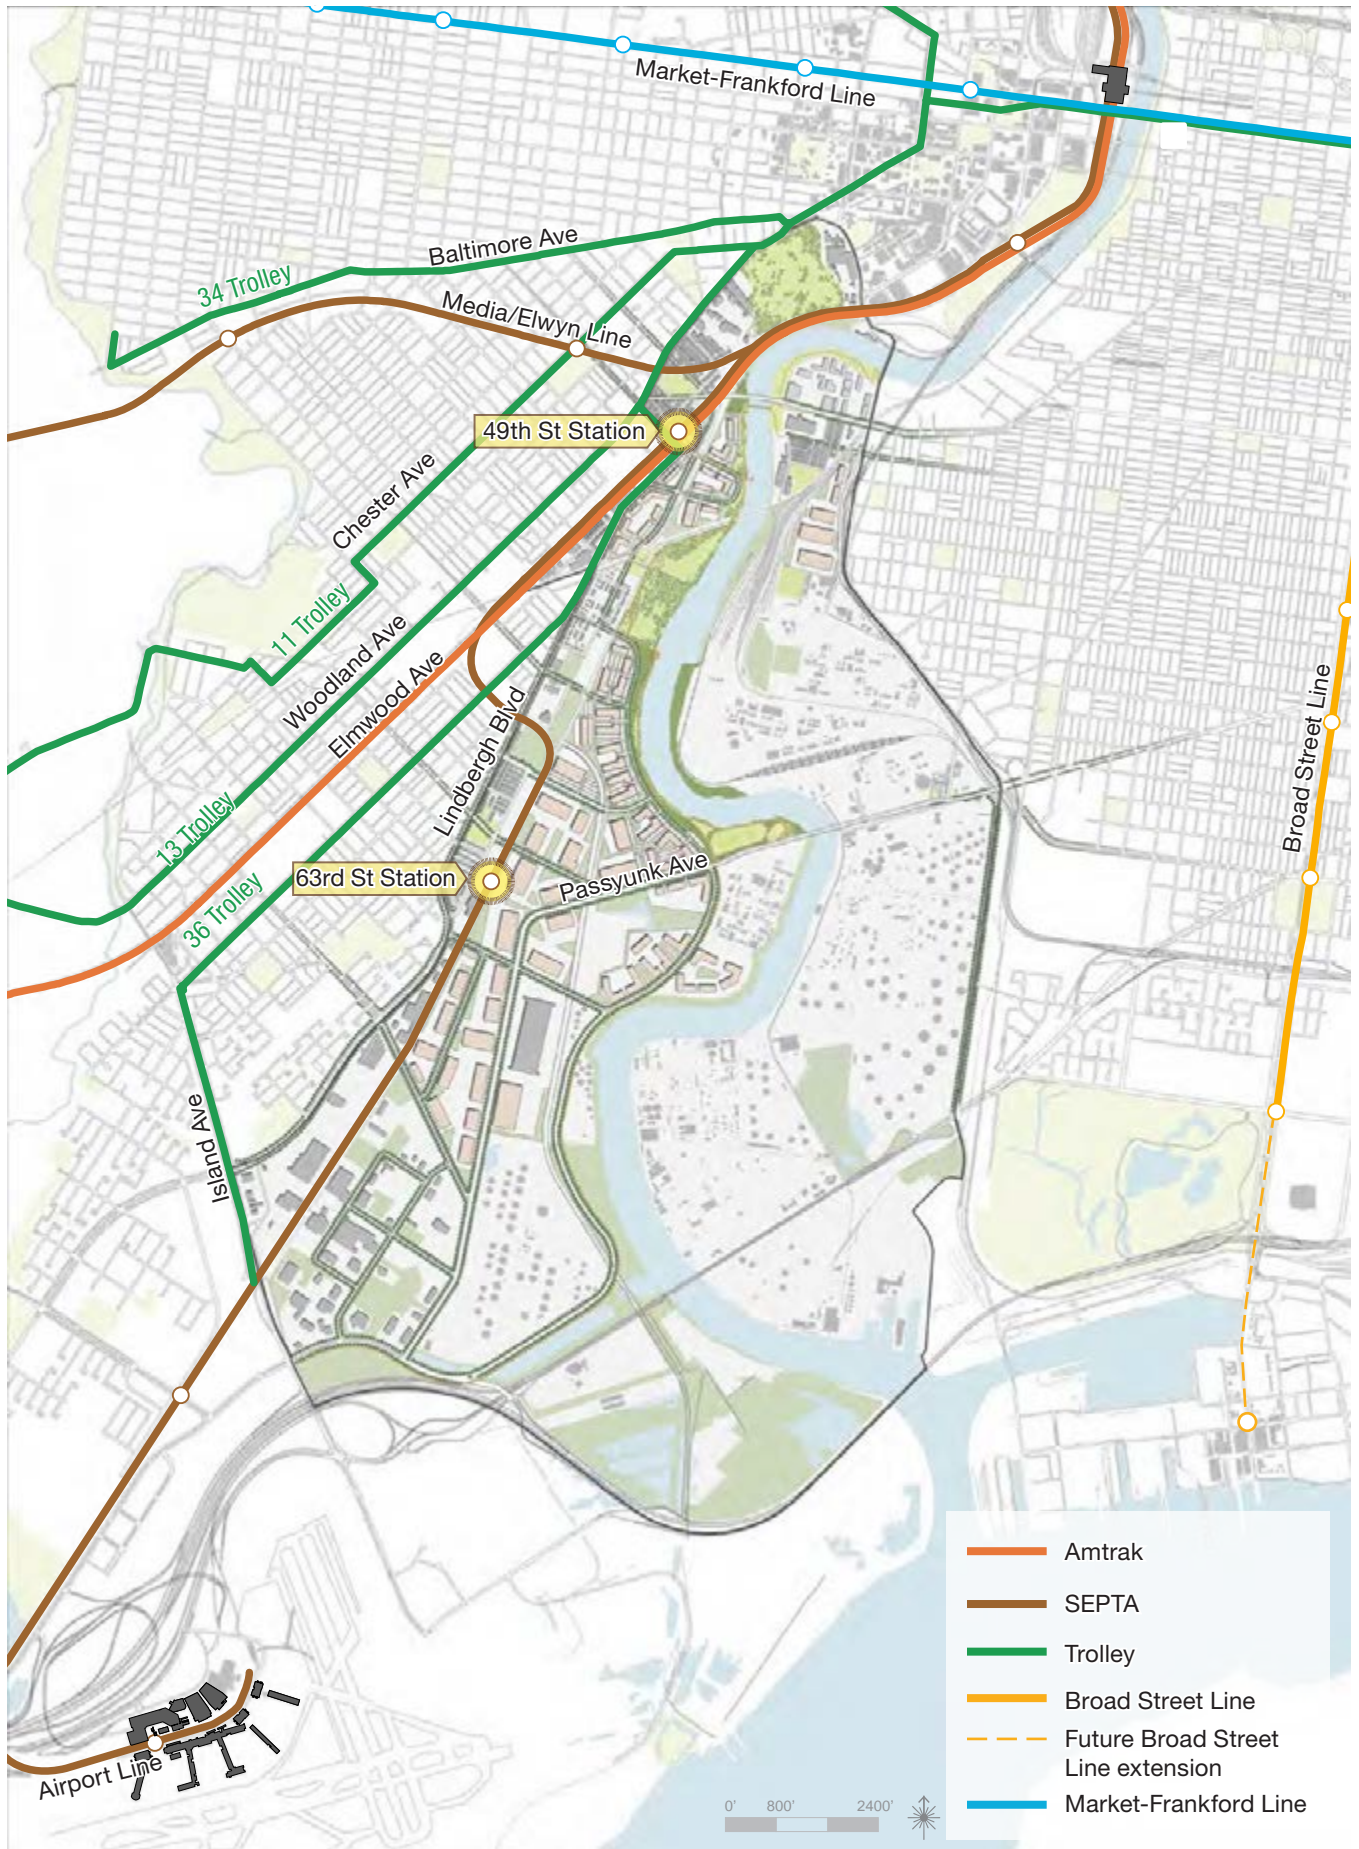 Market-Frankford Line
Baltimore Ave
34 Trolley
Media/Elwyn Line
49th St Station
Chester Ave
11 Trolley
Woodland Ave
Elmwood Ave
Lindbergh Blvd
Broad Street Line
13 Trolley
63rd St Station
Passyunk Ave
36 Trolley
Island Ave
Airport Line
Amtrak
SEPTA
Trolley
Broad Street Line
Future Broad Street
Line extension
Market-Frankford Line
0' 800' 2400'